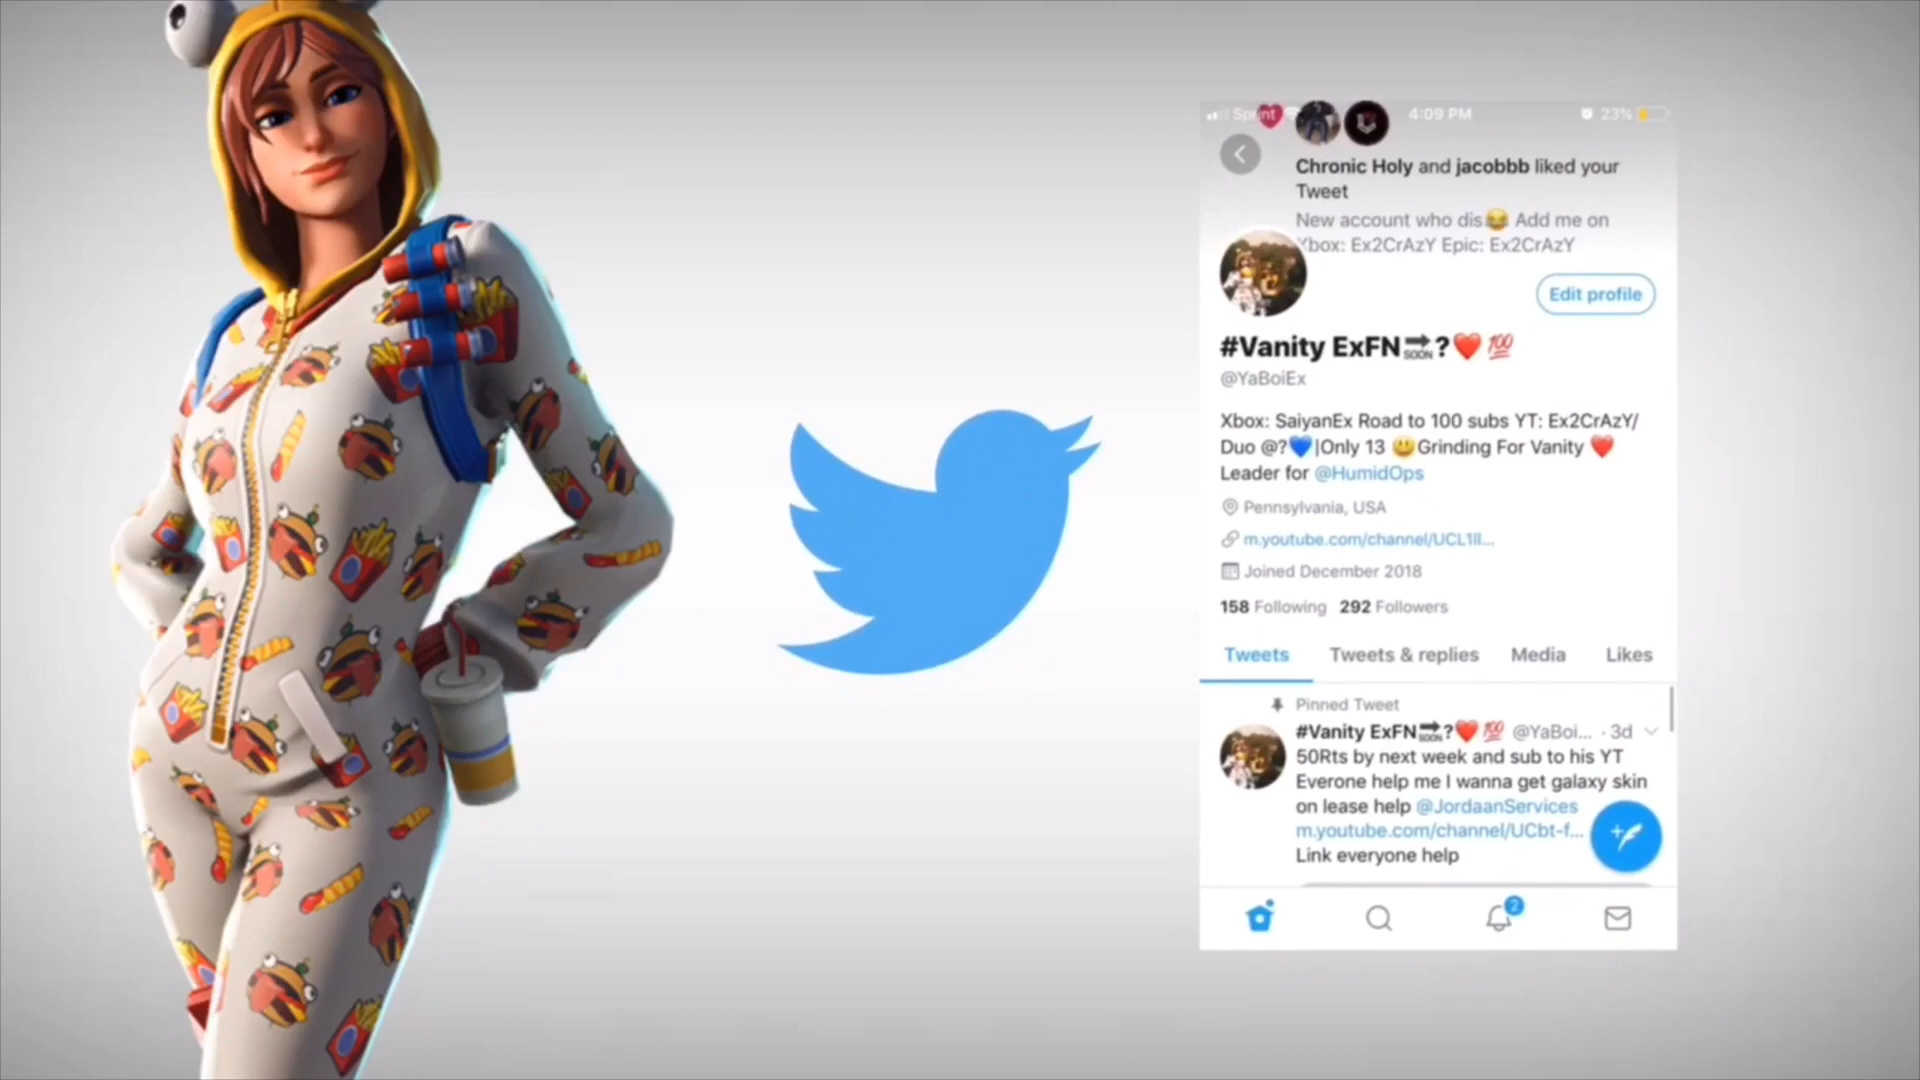 Sprint 4:09 PM 23%
Chronic Holy and jacobbb liked your
Tweet
New account who dis😂 Add me on
Xbox: Ex2CrAzY Epic: Ex2CrAzY
Edit profile
#Vanity ExFN🔜?❤️💯
@YaBoiEx
Xbox: SaiyanEx Road to 100 subs YT: Ex2CrAzY/
Duo @?💙|Only 13 😃Grinding For Vanity ❤️
Leader for @HumidOps
Pennsylvania, USA
m.youtube.com/channel/UCL1ll...
Joined December 2018
158 Following 292 Followers
Tweets Tweets & replies Media Likes
Pinned Tweet
#Vanity ExFN🔜?❤️💯 @YaBoi... · 3d
50Rts by next week and sub to his YT
Everone help me I wanna get galaxy skin
on lease help @JordaanServices
m.youtube.com/channel/UCbt-f...
Link everyone help
2